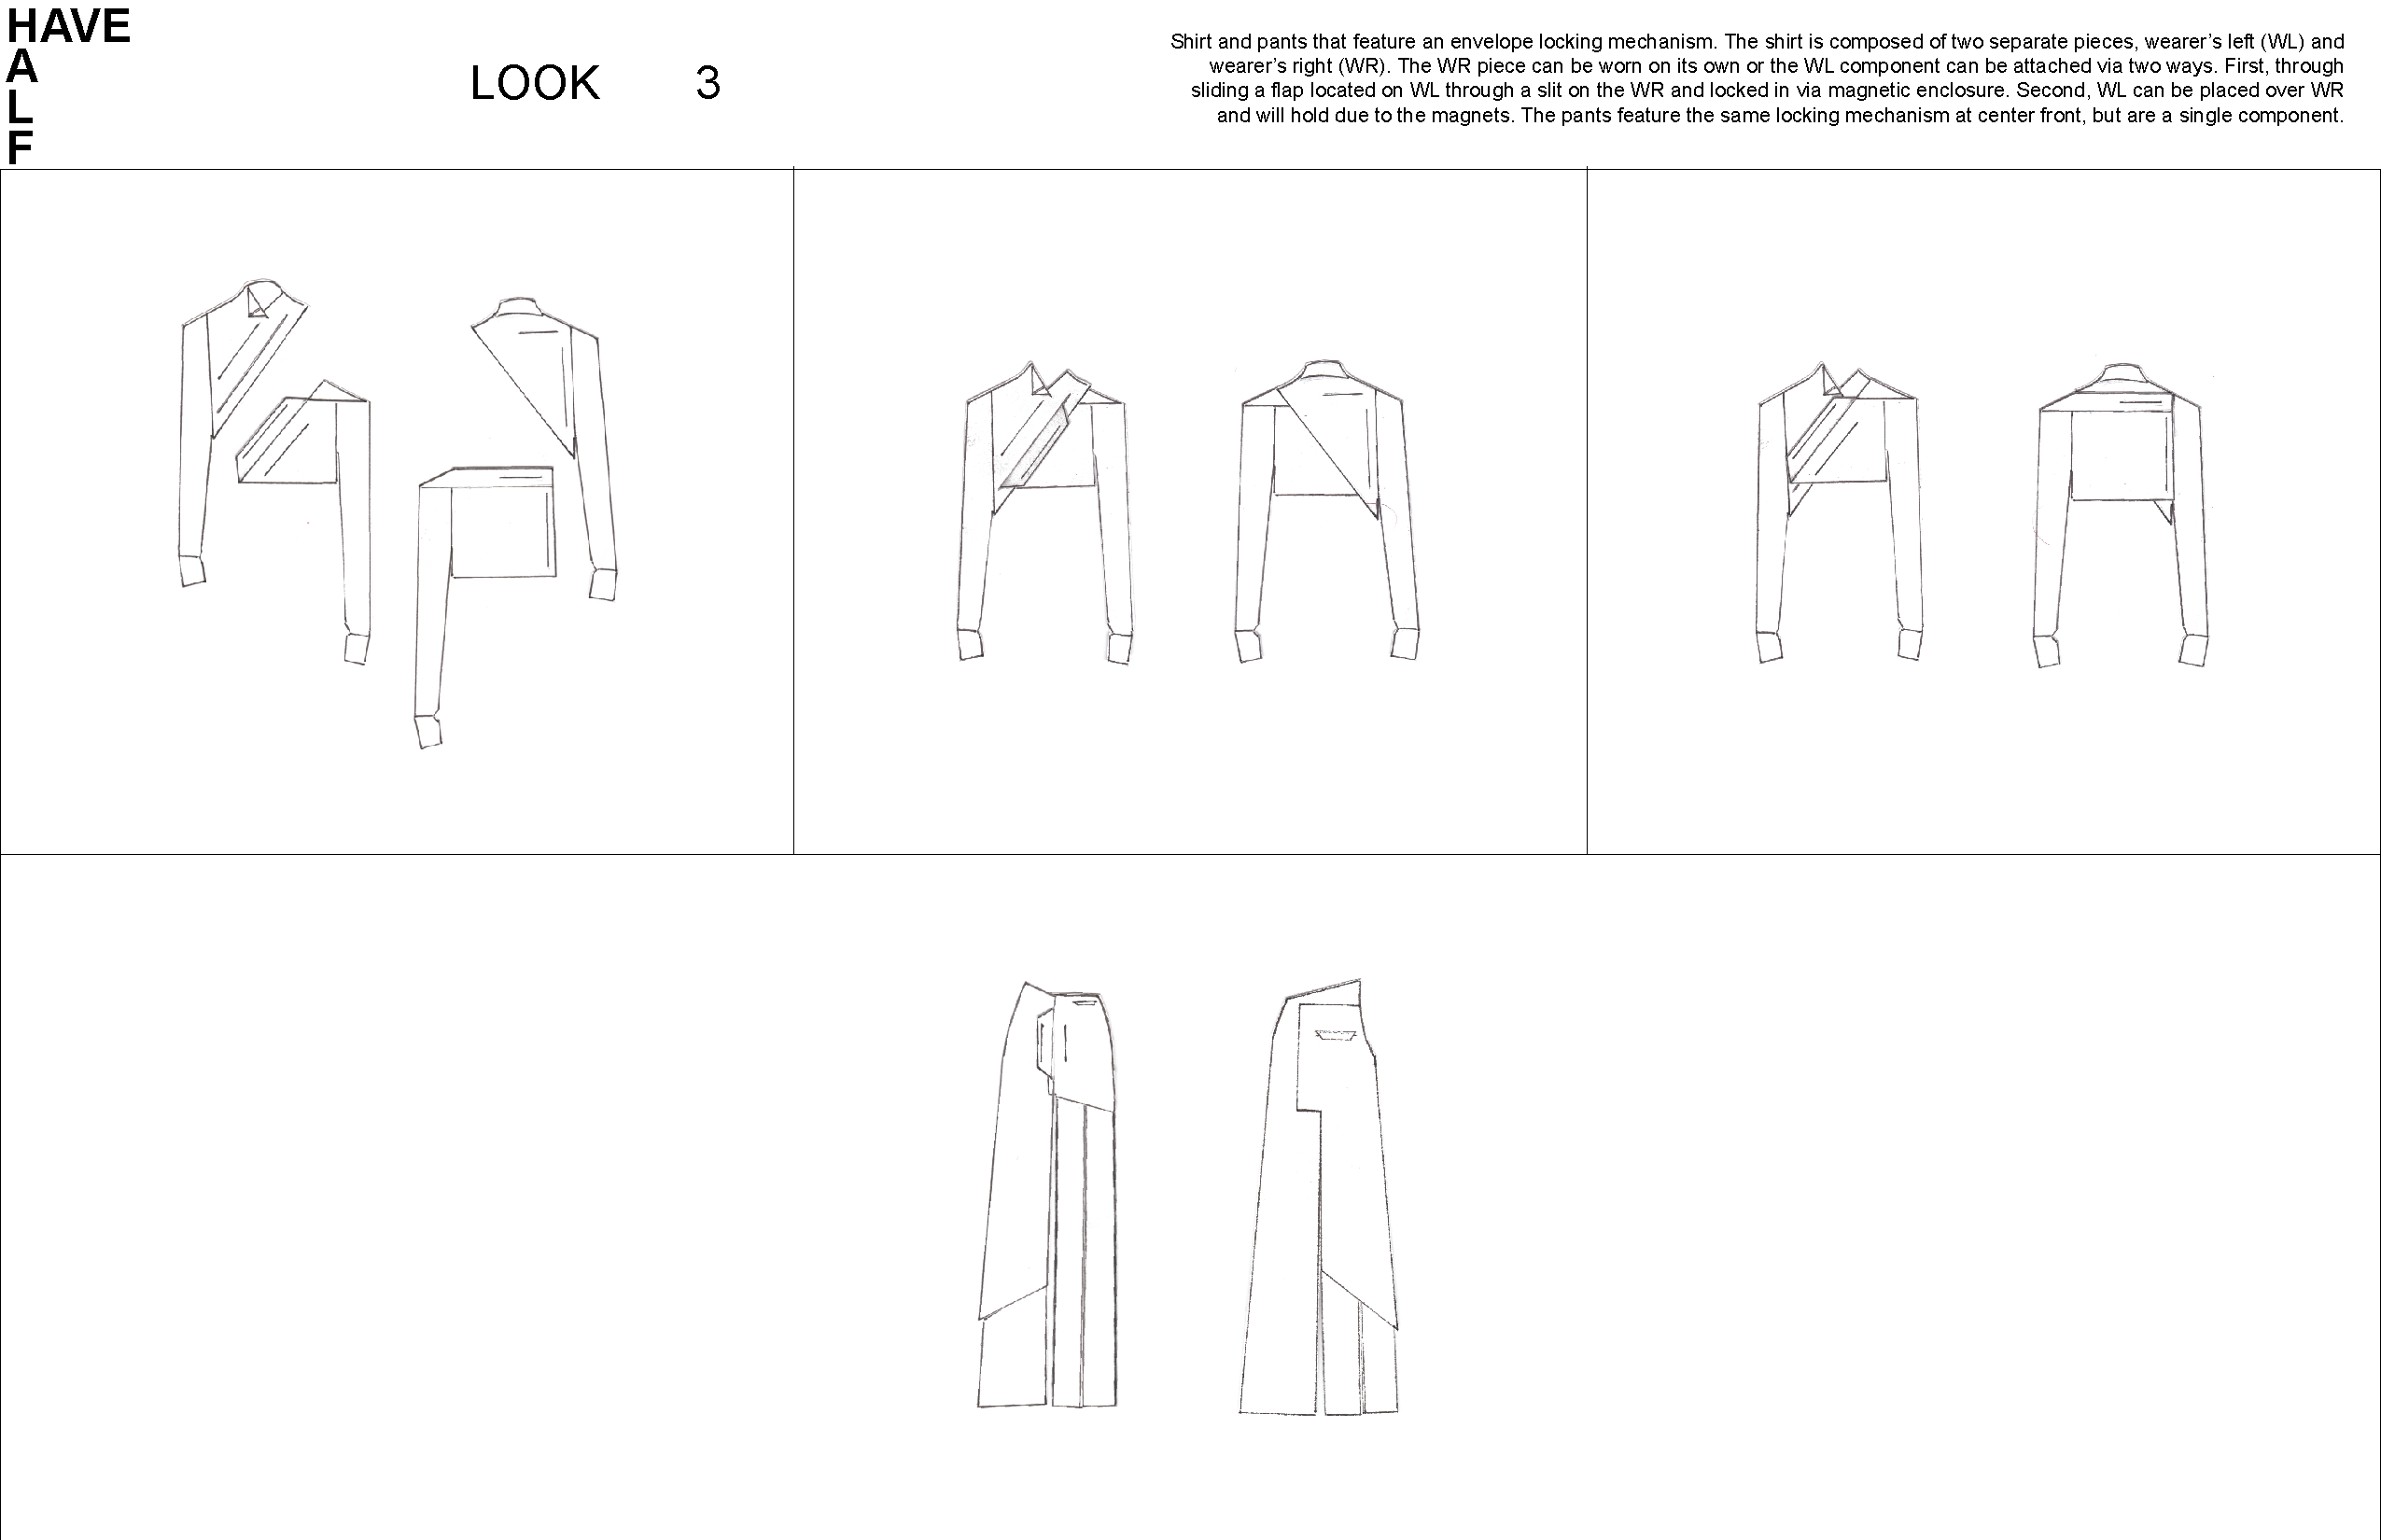 HAVE
A
L
F
LOOK 3
Shirt and pants that feature an envelope locking mechanism. The shirt is composed of two separate pieces, wearer’s left (WL) and
wearer’s right (WR). The WR piece can be worn on its own or the WL component can be attached via two ways. First, through
sliding a flap located on WL through a slit on the WR and locked in via magnetic enclosure. Second, WL can be placed over WR
and will hold due to the magnets. The pants feature the same locking mechanism at center front, but are a single component.